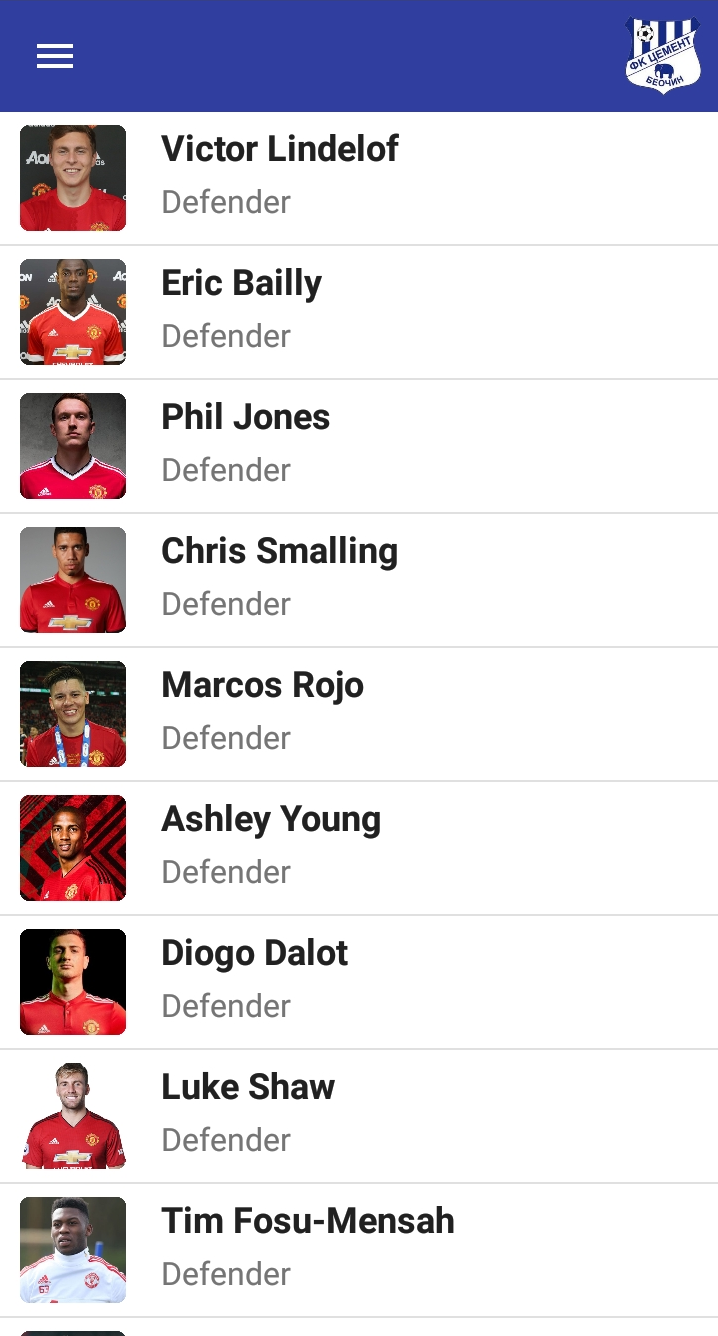 ФК ЦЕМЕНТ
БЕОЧИН
Victor Lindelof
Defender
Eric Bailly
Defender
Phil Jones
Defender
Chris Smalling
Defender
Marcos Rojo
Defender
Ashley Young
Defender
Diogo Dalot
Defender
Luke Shaw
Defender
Tim Fosu-Mensah
Defender